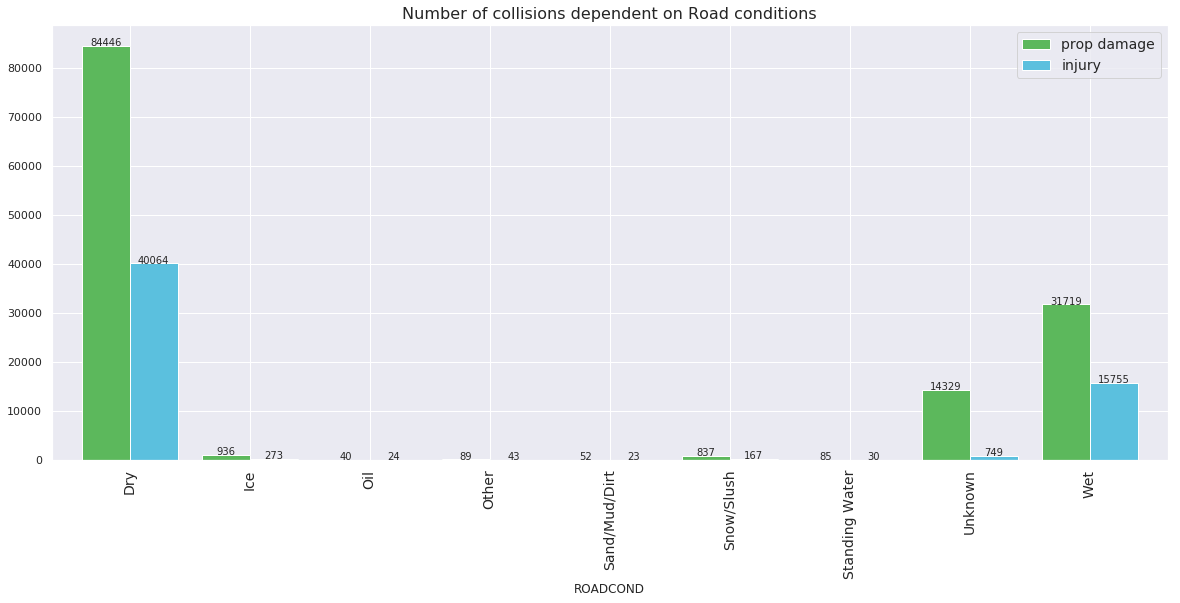 Number of collisions dependent on Road conditions
prop damage
injury
80000
70000
60000
50000
40000
30000
20000
10000
0
84446
40064
936
273
40
24
89
43
52
23
837
167
85
30
14329
749
31719
15755
Dry
Ice
Oil
Other
Sand/Mud/Dirt
Snow/Slush
Standing Water
Unknown
Wet
ROADCOND